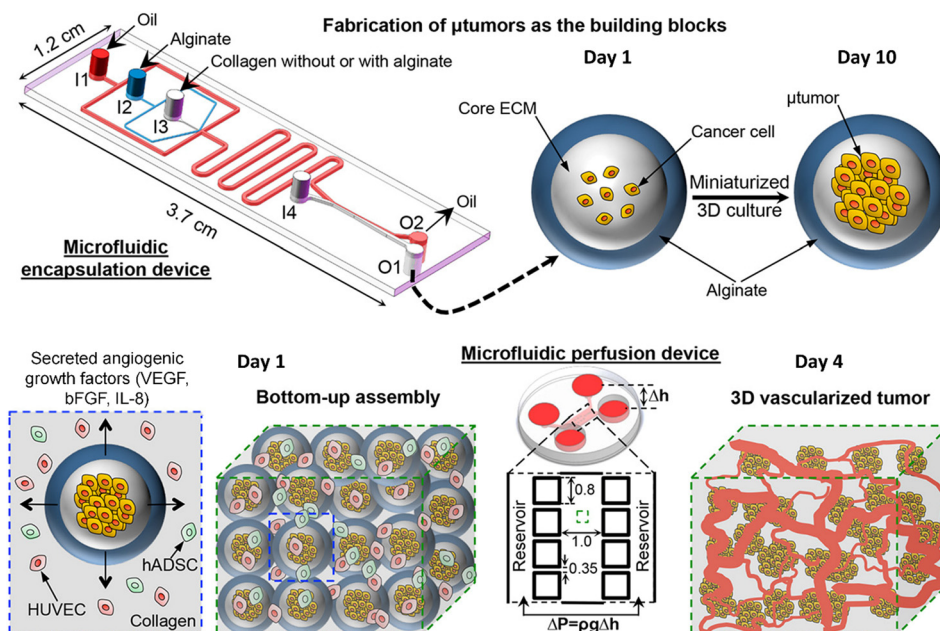 Fabrication of µtumors as the building blocks
1.2 cm
Oil
Alginate
Collagen without or with alginate
I1
I2
I3
I4
O2
O1
Oil
3.7 cm
Microfluidic
encapsulation device
Day 1
Day 10
Core ECM
Cancer cell
µtumor
Miniaturized
3D culture
Alginate
Secreted angiogenic
growth factors (VEGF,
bFGF, IL-8)
hADSC
HUVEC
Collagen
Day 1
Bottom-up assembly
Microfluidic perfusion device
Δh
Reservoir
0.8
1.0
0.35
Reservoir
ΔP=ρgΔh
Day 4
3D vascularized tumor